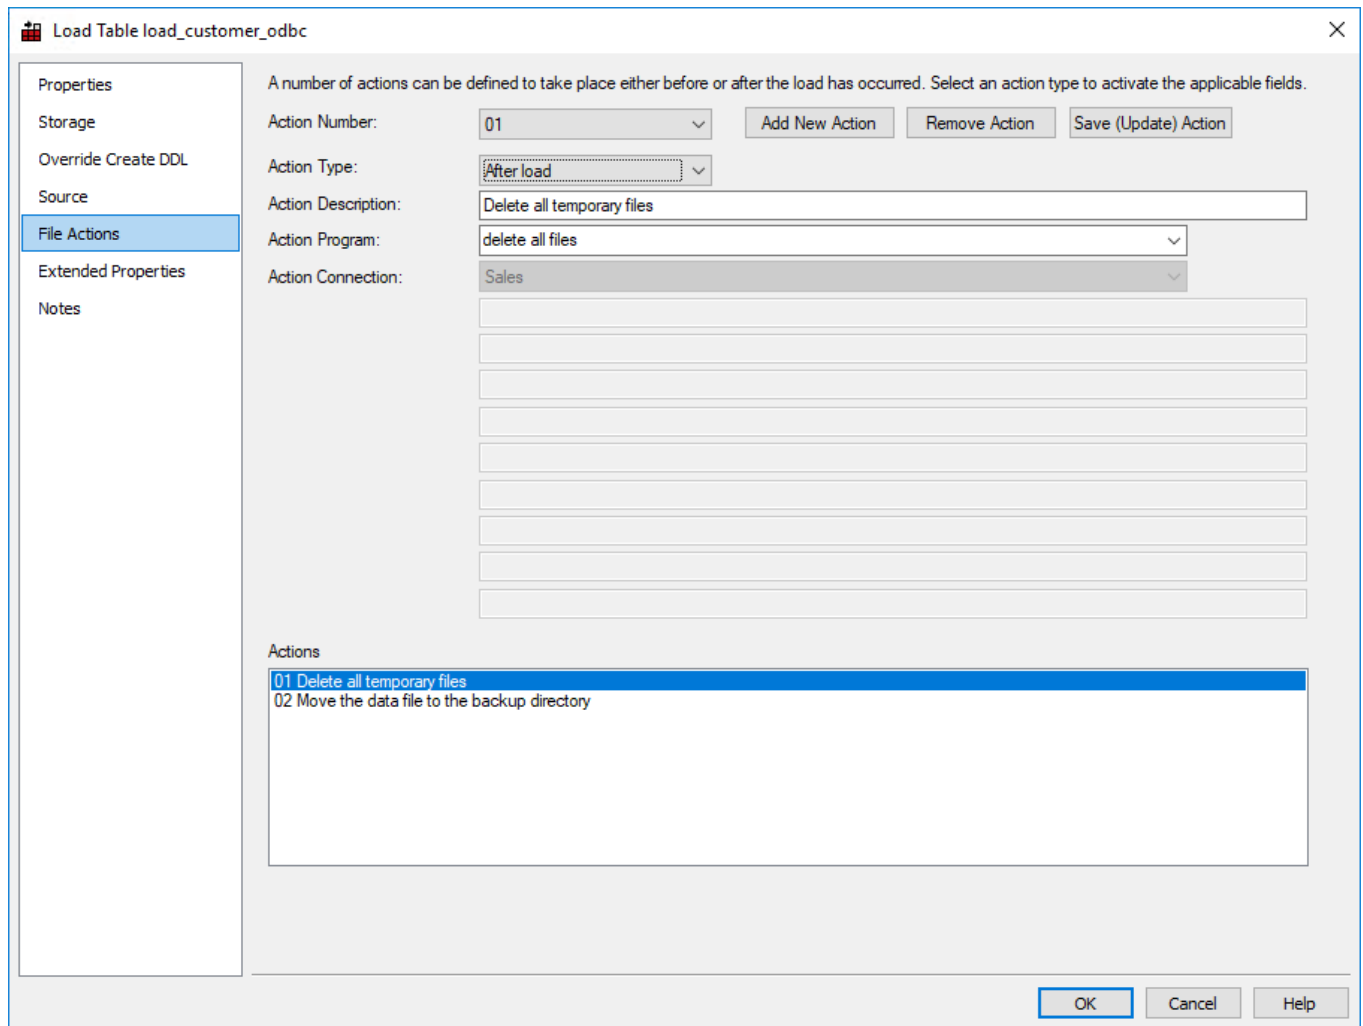 Load Table load_customer_odbc
Properties
Storage
Override Create DDL
Source
File Actions
Extended Properties
Notes
A number of actions can be defined to take place either before or after the load has occurred. Select an action type to activate the applicable fields.
Action Number: 01 Add New Action Remove Action Save (Update) Action
Action Type: After load
Action Description: Delete all temporary files
Action Program: delete all files
Action Connection: Sales
Actions
01 Delete all temporary files
02 Move the data file to the backup directory
OK Cancel Help